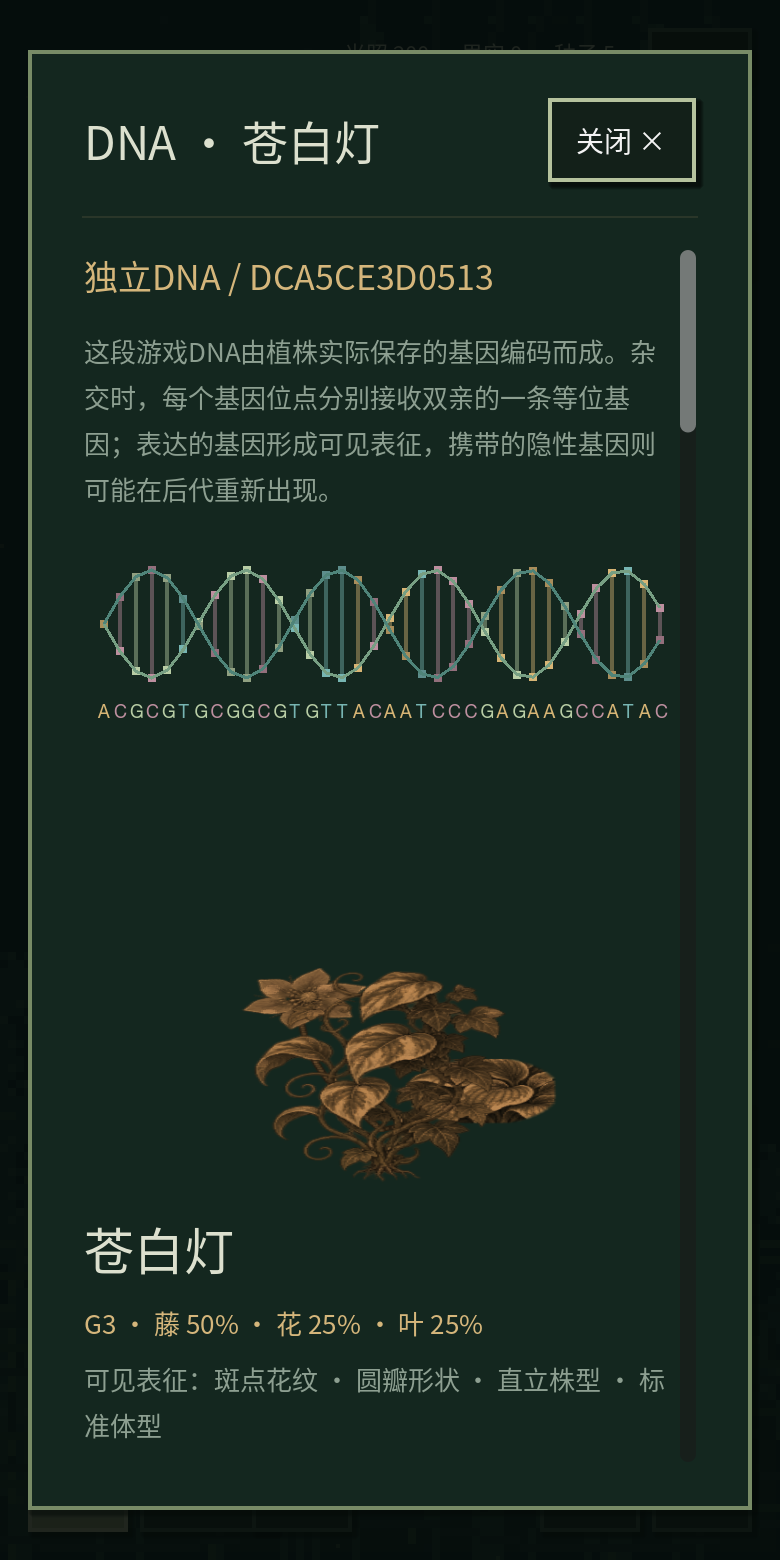 DNA · 苍白灯
关闭 ×
独立DNA / DCA5CE3D0513
这段游戏DNA由植株实际保存的基因编码而成。杂
交时，每个基因位点分别接收双亲的一条等位基
因；表达的基因形成可见表征，携带的隐性基因则
可能在后代重新出现。
ACGCGTGCGGCGTGTTACAATCCCGAGAAGCCATAC
苍白灯
G3 · 藤 50% · 花 25% · 叶 25%
可见表征：斑点花纹 · 圆瓣形状 · 直立株型 · 标
准体型